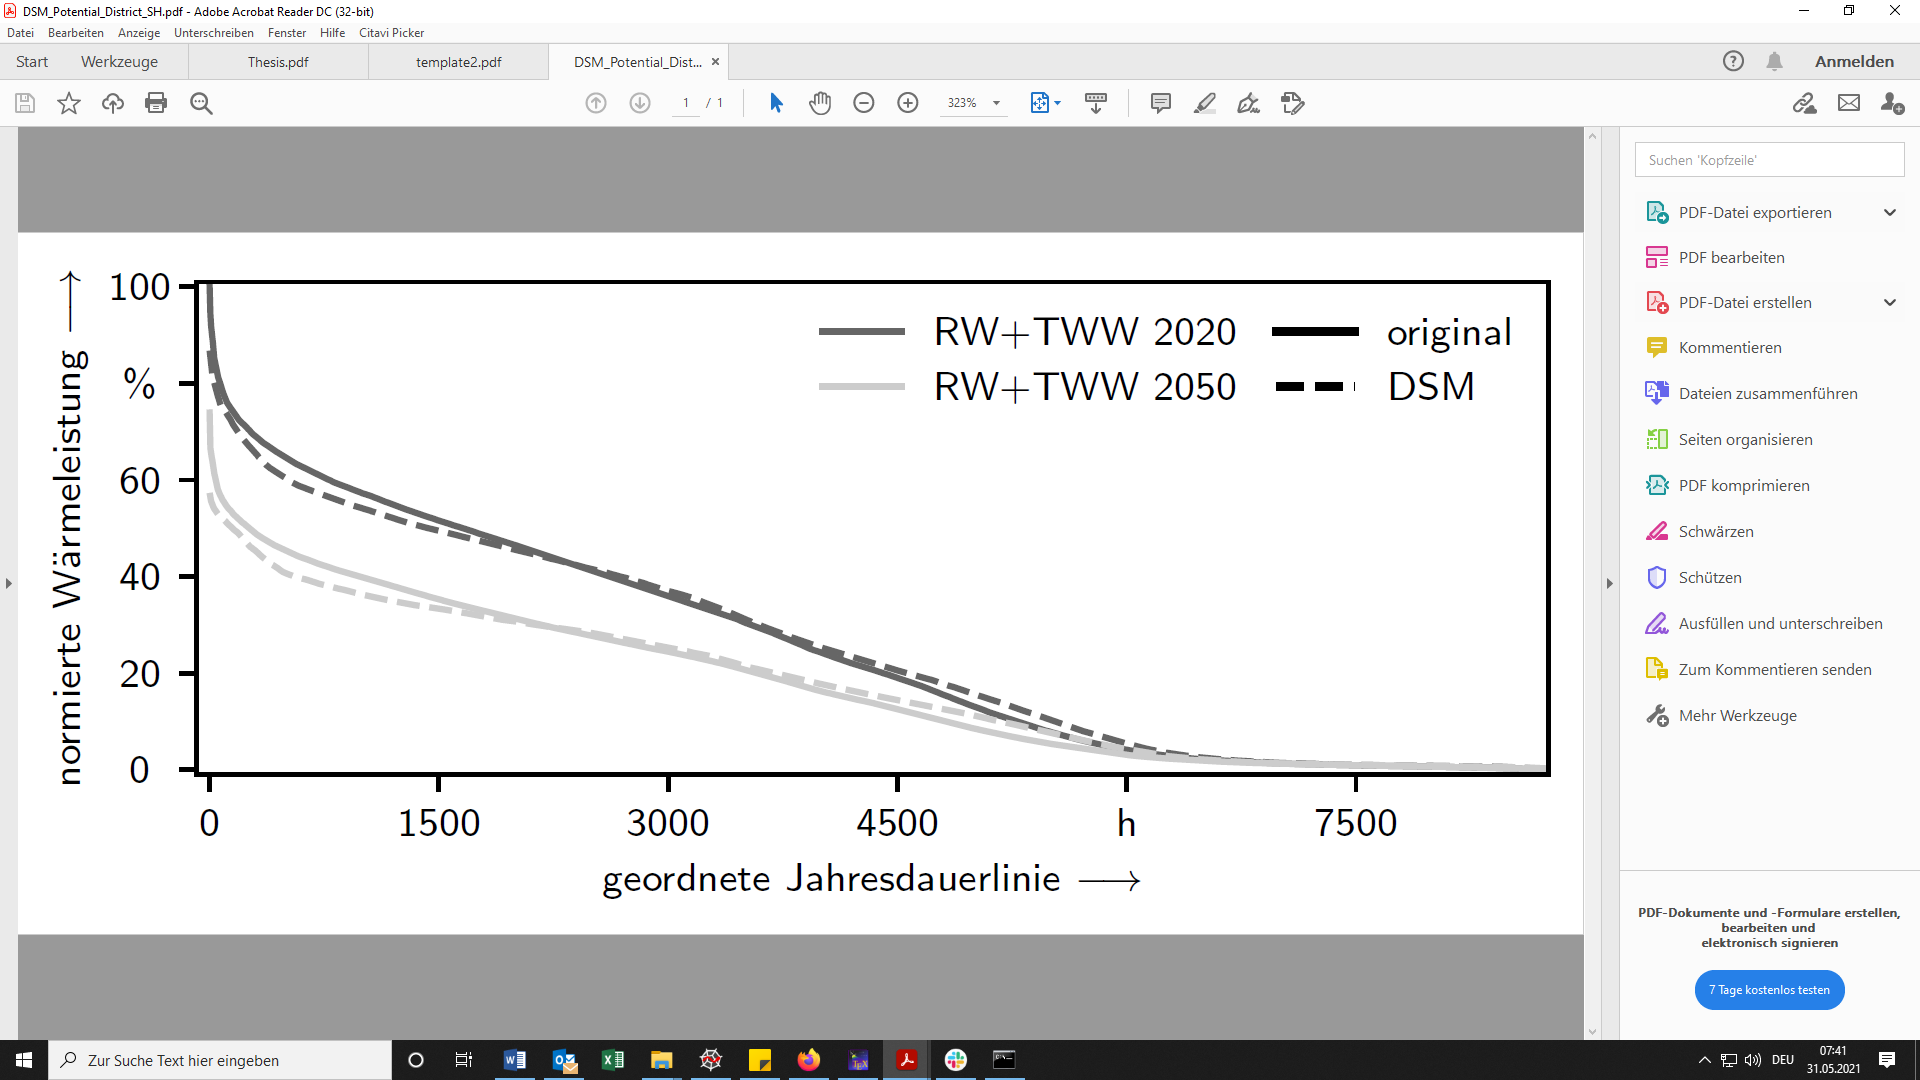 DSM_Potential_District_SH.pdf - Adobe Acrobat Reader DC (32-bit)
Datei Bearbeiten Anzeige Unterschreiben Fenster Hilfe Citavi Picker
Start Werkzeuge Thesis.pdf template2.pdf DSM_Potential_Dist... × Anmelden
1 / 1 323%
Suchen 'Kopfzeile'
PDF-Datei exportieren
PDF bearbeiten
PDF-Datei erstellen
Kommentieren
Dateien zusammenführen
Seiten organisieren
PDF komprimieren
Schwärzen
Schützen
Ausfüllen und unterschreiben
Zum Kommentieren senden
Mehr Werkzeuge
PDF-Dokumente und -Formulare erstellen,
bearbeiten und
elektronisch signieren
7 Tage kostenlos testen
normierte Wärmeleistung ⟶
100
%
60
40
20
0
RW+TWW 2020 original
RW+TWW 2050 DSM
0 1500 3000 4500 h 7500
geordnete Jahresdauerlinie ⟶
Zur Suche Text hier eingeben
DEU
07:41
31.05.2021